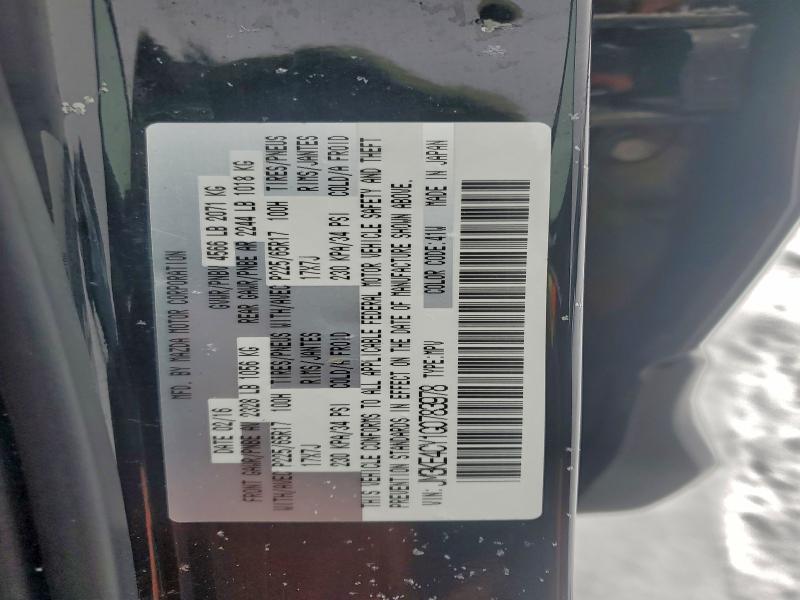 MFD. BY MAZDA MOTOR CORPORATION
DATE 02/16 GVWR/PNBV 4566 LB 2071 KG
FRONT GAWR/PNBE AV 2328 LB 1056 KG REAR GAWR/PNBE AR 2244 LB 1018 KG
WITH/AVEC P225/65R17 100H TIRES/PNEUS WITH/AVEC P225/65R17 100H TIRES/PNEUS
17X7J RIMS/JANTES 17X7J RIMS/JANTES
230 KPA/34 PSI COLD/A FROID 230 KPA/34 PSI COLD/A FROID
THIS VEHICLE CONFORMS TO ALL APPLICABLE FEDERAL MOTOR VEHICLE SAFETY AND THEFT
PREVENTION STANDARDS IN EFFECT ON THE DATE OF MANUFACTURE SHOWN ABOVE.
VIN: JM3KE4CY1G0783978 TYPE:MPV COLOR CODE:41W MADE IN JAPAN